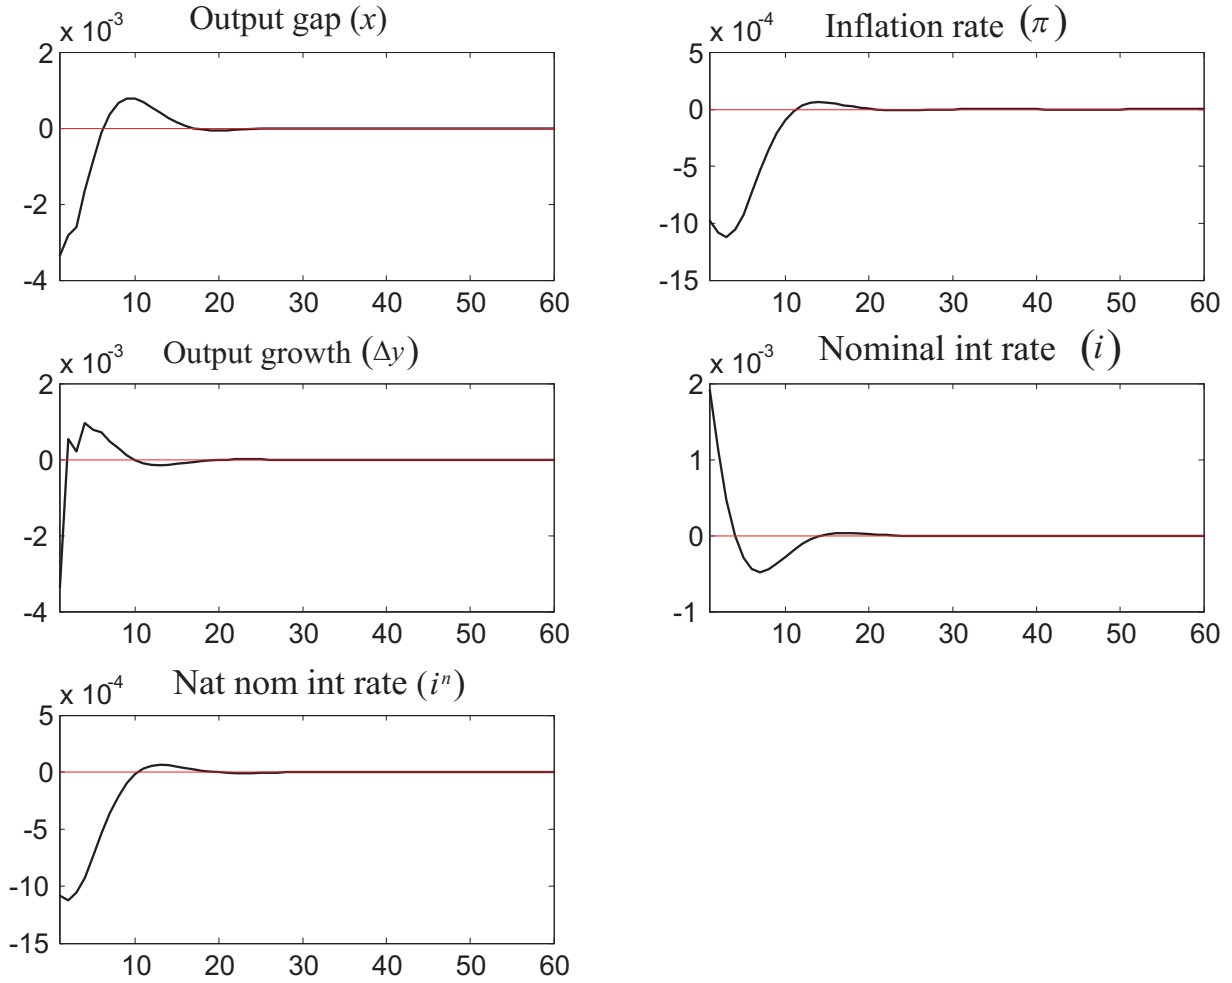 Output gap (x)
x 10-3
2
0
-2
-4
10 20 30 40 50 60
Inflation rate (π)
x 10-4
5
0
-5
-10
-15
10 20 30 40 50 60
Output growth (Δy)
x 10-3
2
0
-2
-4
10 20 30 40 50 60
Nominal int rate (i)
x 10-3
2
1
0
-1
10 20 30 40 50 60
Nat nom int rate (iⁿ)
x 10-4
5
0
-5
-10
-15
10 20 30 40 50 60